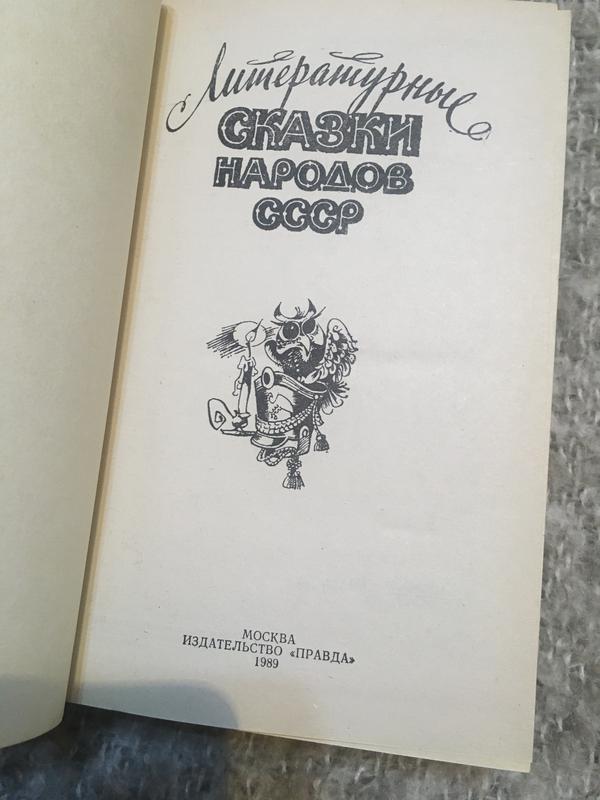 Литературные
СКАЗКИ
НАРОДОВ
СССР
МОСКВА
ИЗДАТЕЛЬСТВО «ПРАВДА»
1989